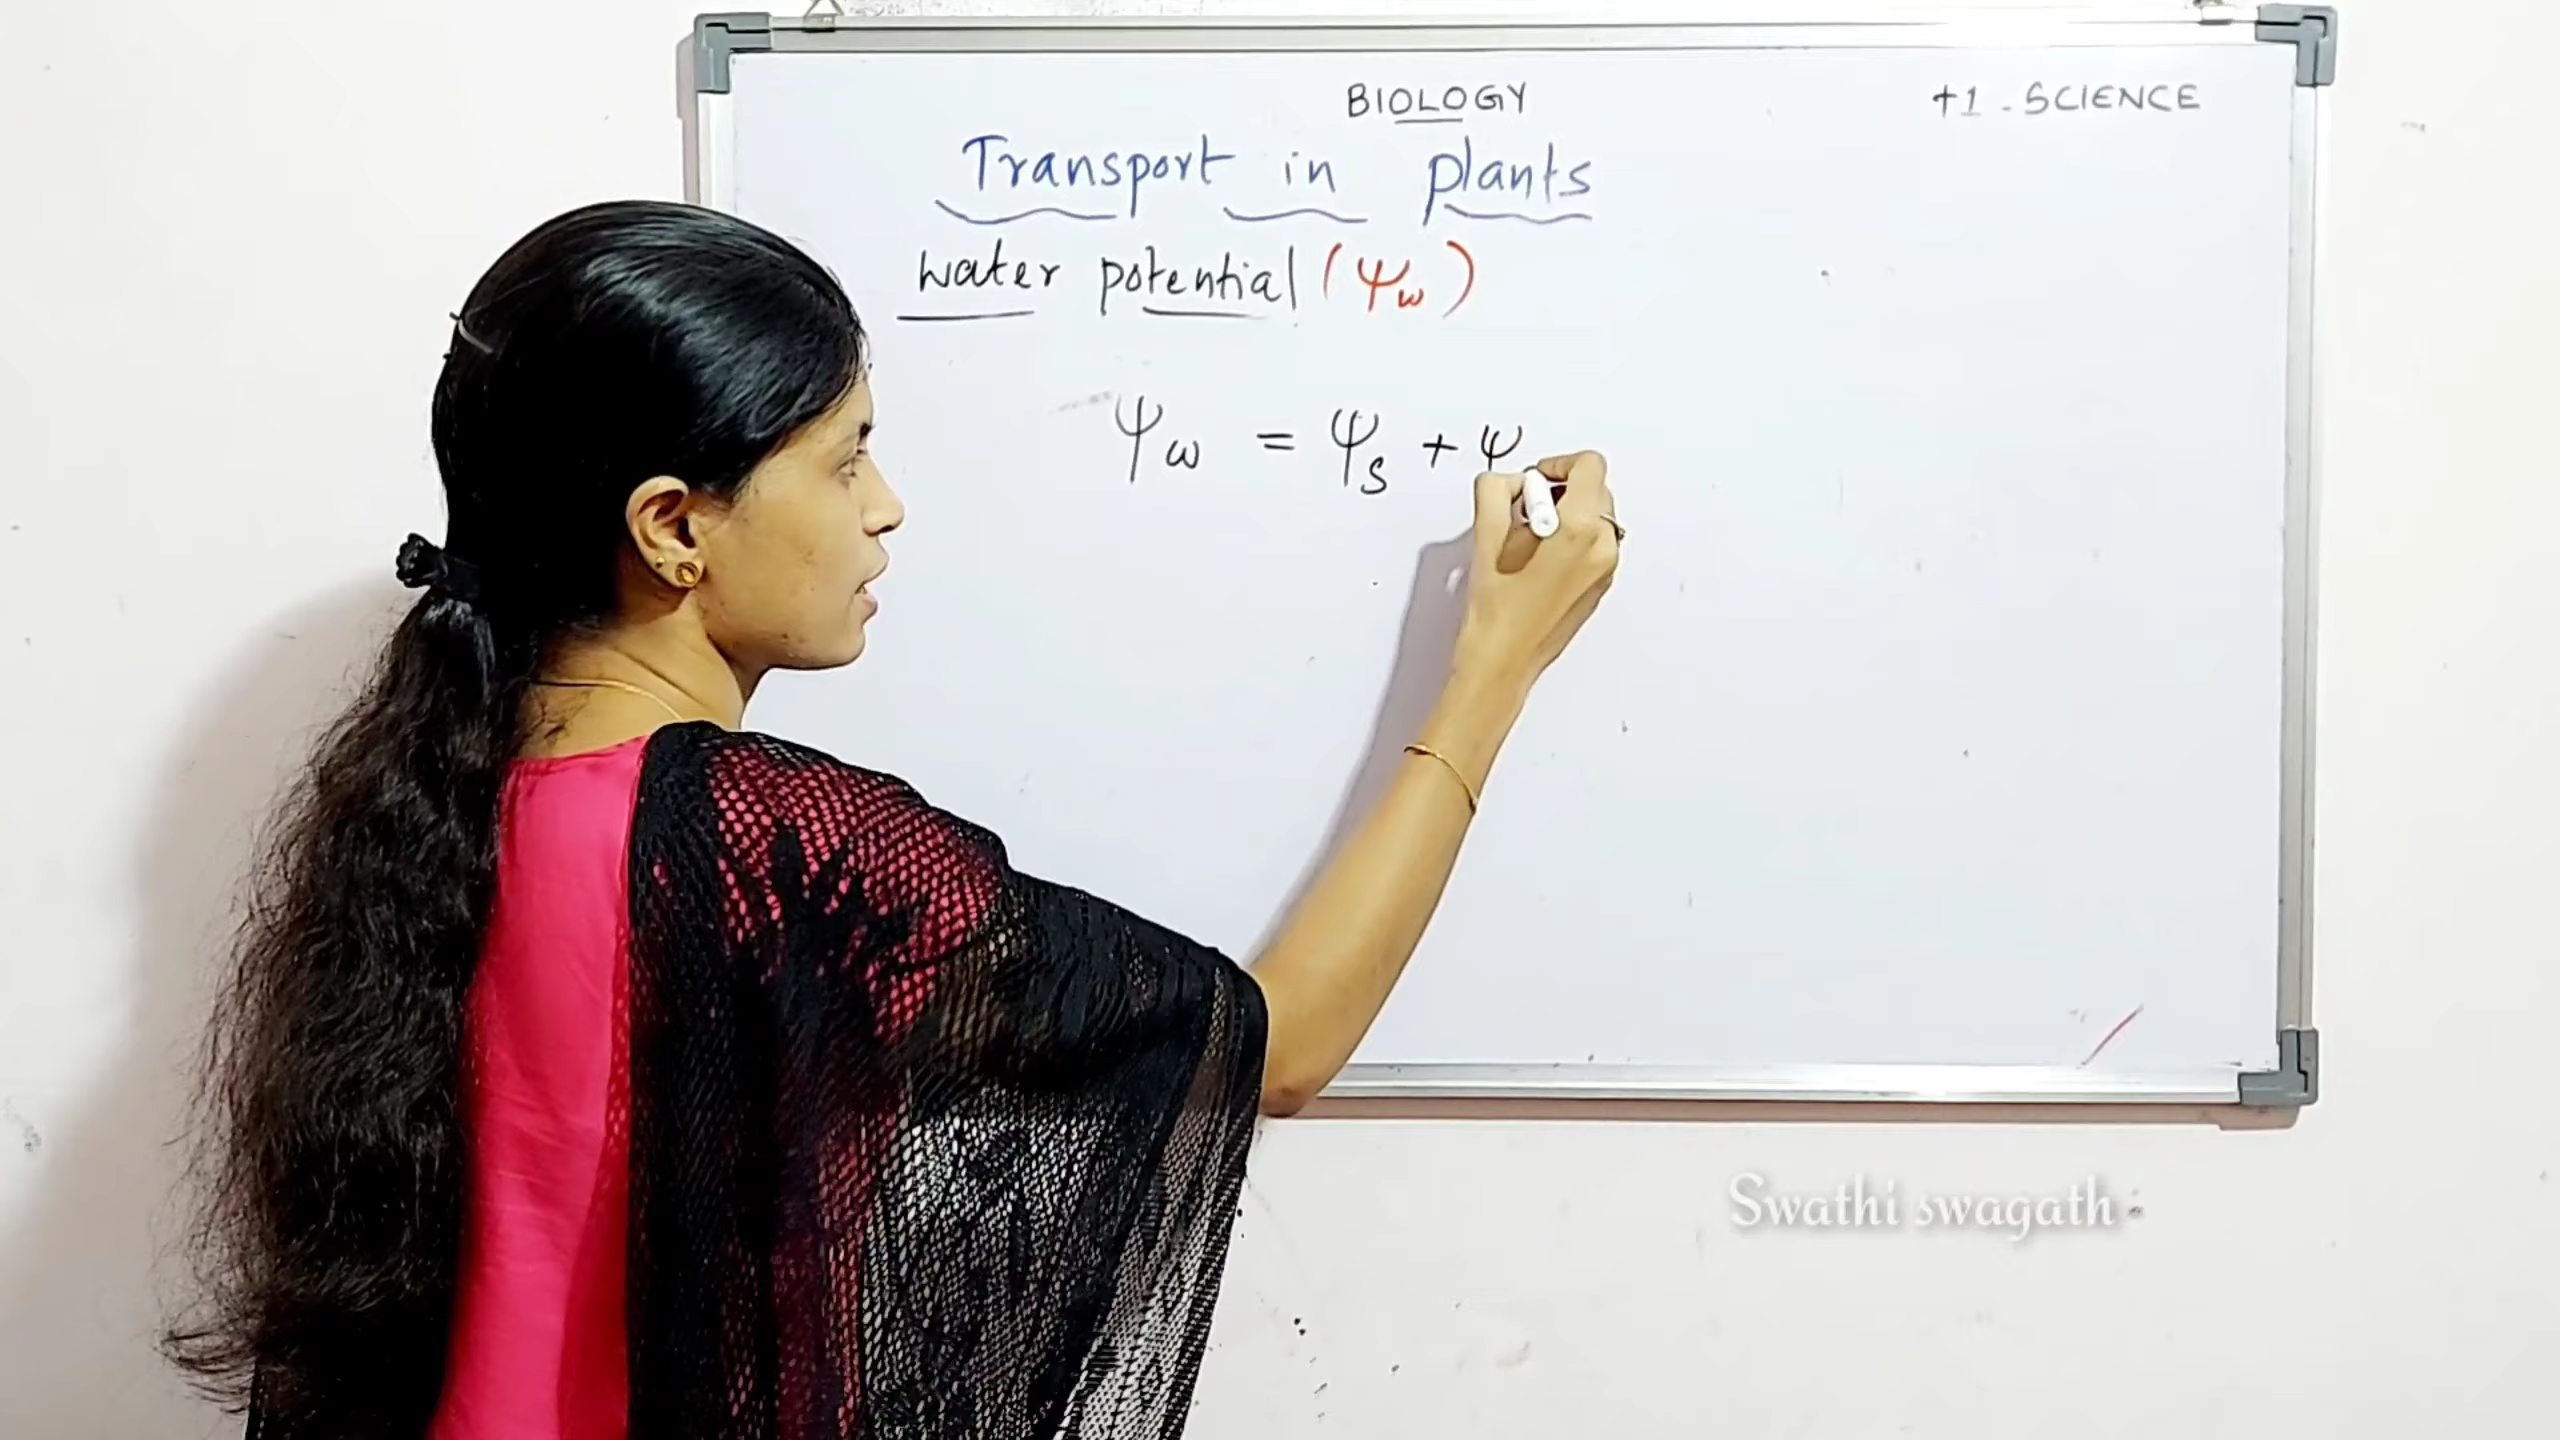 BIOLOGY
+1 - SCIENCE
Transport in plants
water potential (Ψw)
Ψw = Ψs + Ψ
Swathi swagath